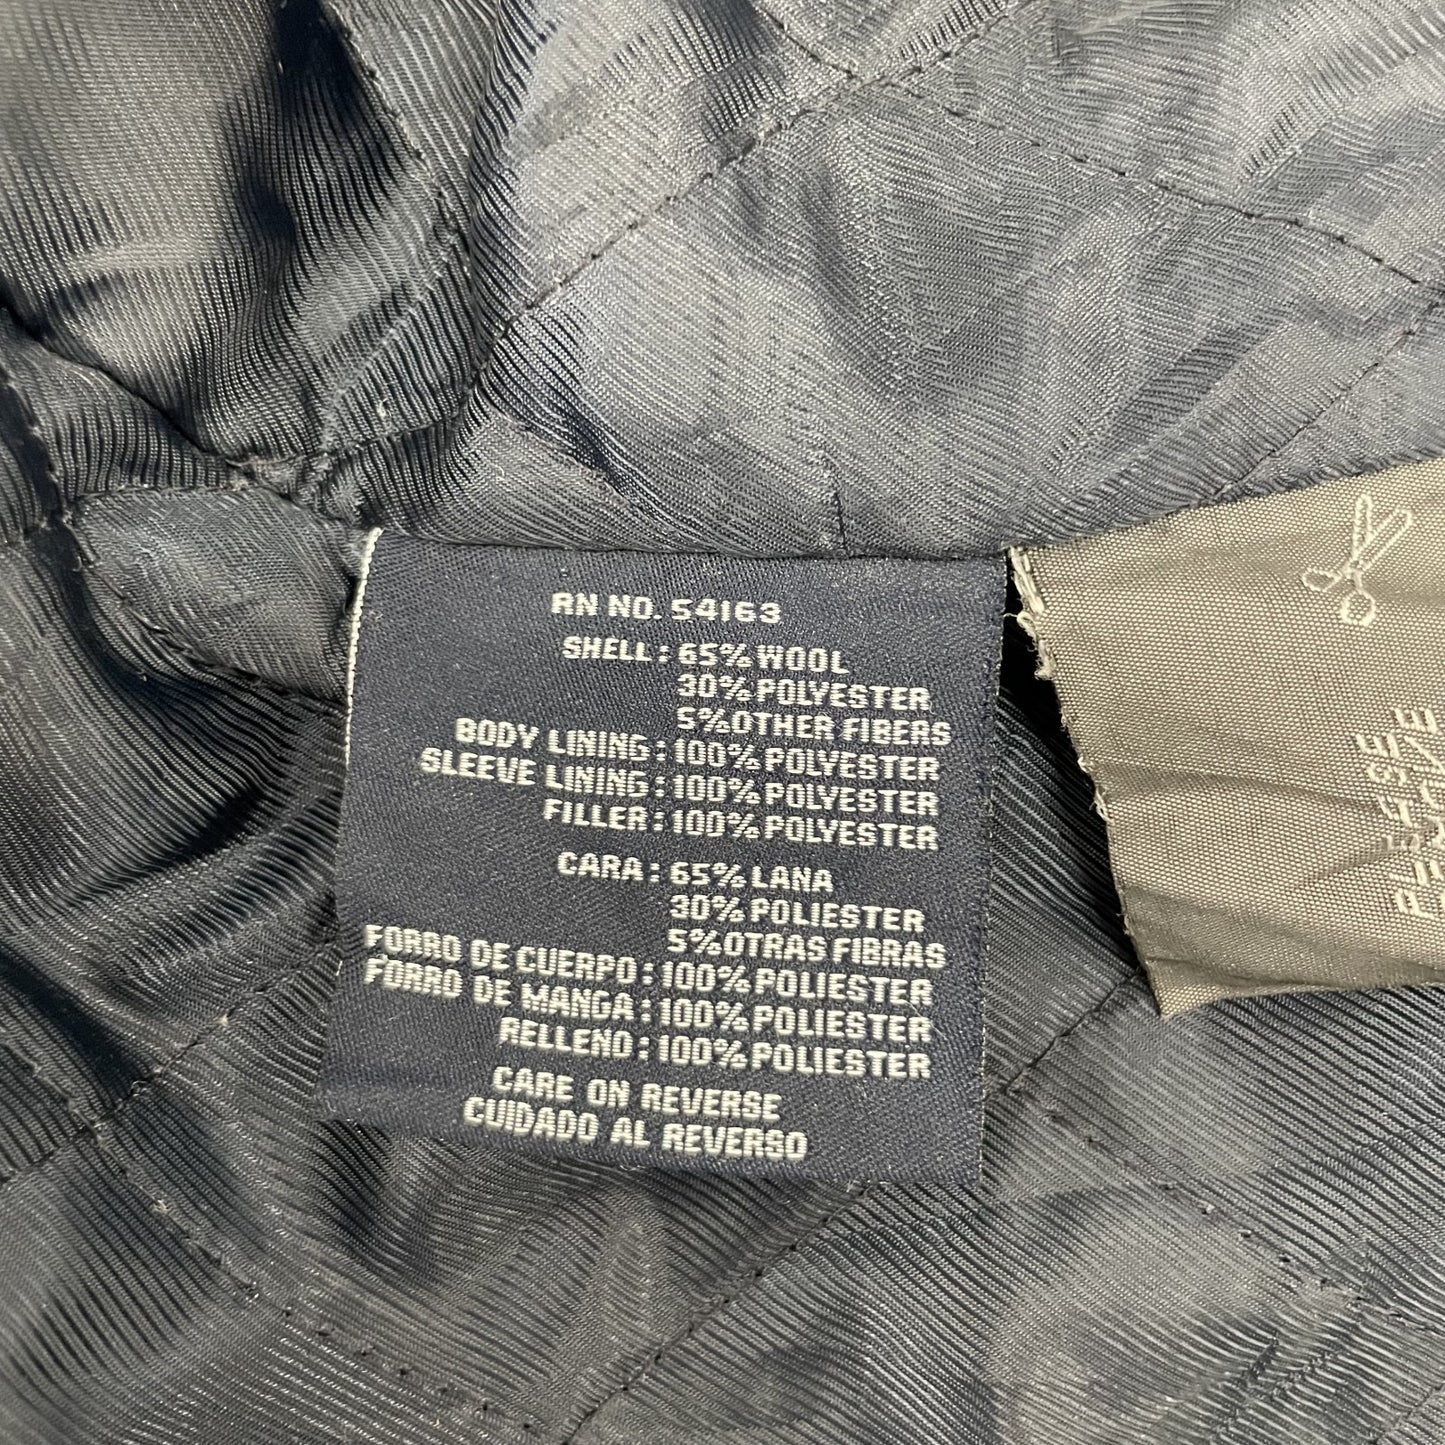 RN NO. 54163
SHELL: 65% WOOL
30% POLYESTER
5% OTHER FIBERS
BODY LINING: 100% POLYESTER
SLEEVE LINING: 100% POLYESTER
FILLER: 100% POLYESTER
CARA: 65% LANA
30% POLIESTER
5% OTRAS FIBRAS
FORRO DE CUERPO: 100% POLIESTER
FORRO DE MANGA: 100% POLIESTER
RELLENO: 100% POLIESTER
CARE ON REVERSE
CUIDADO AL REVERSO
PLEASE
REMOVE